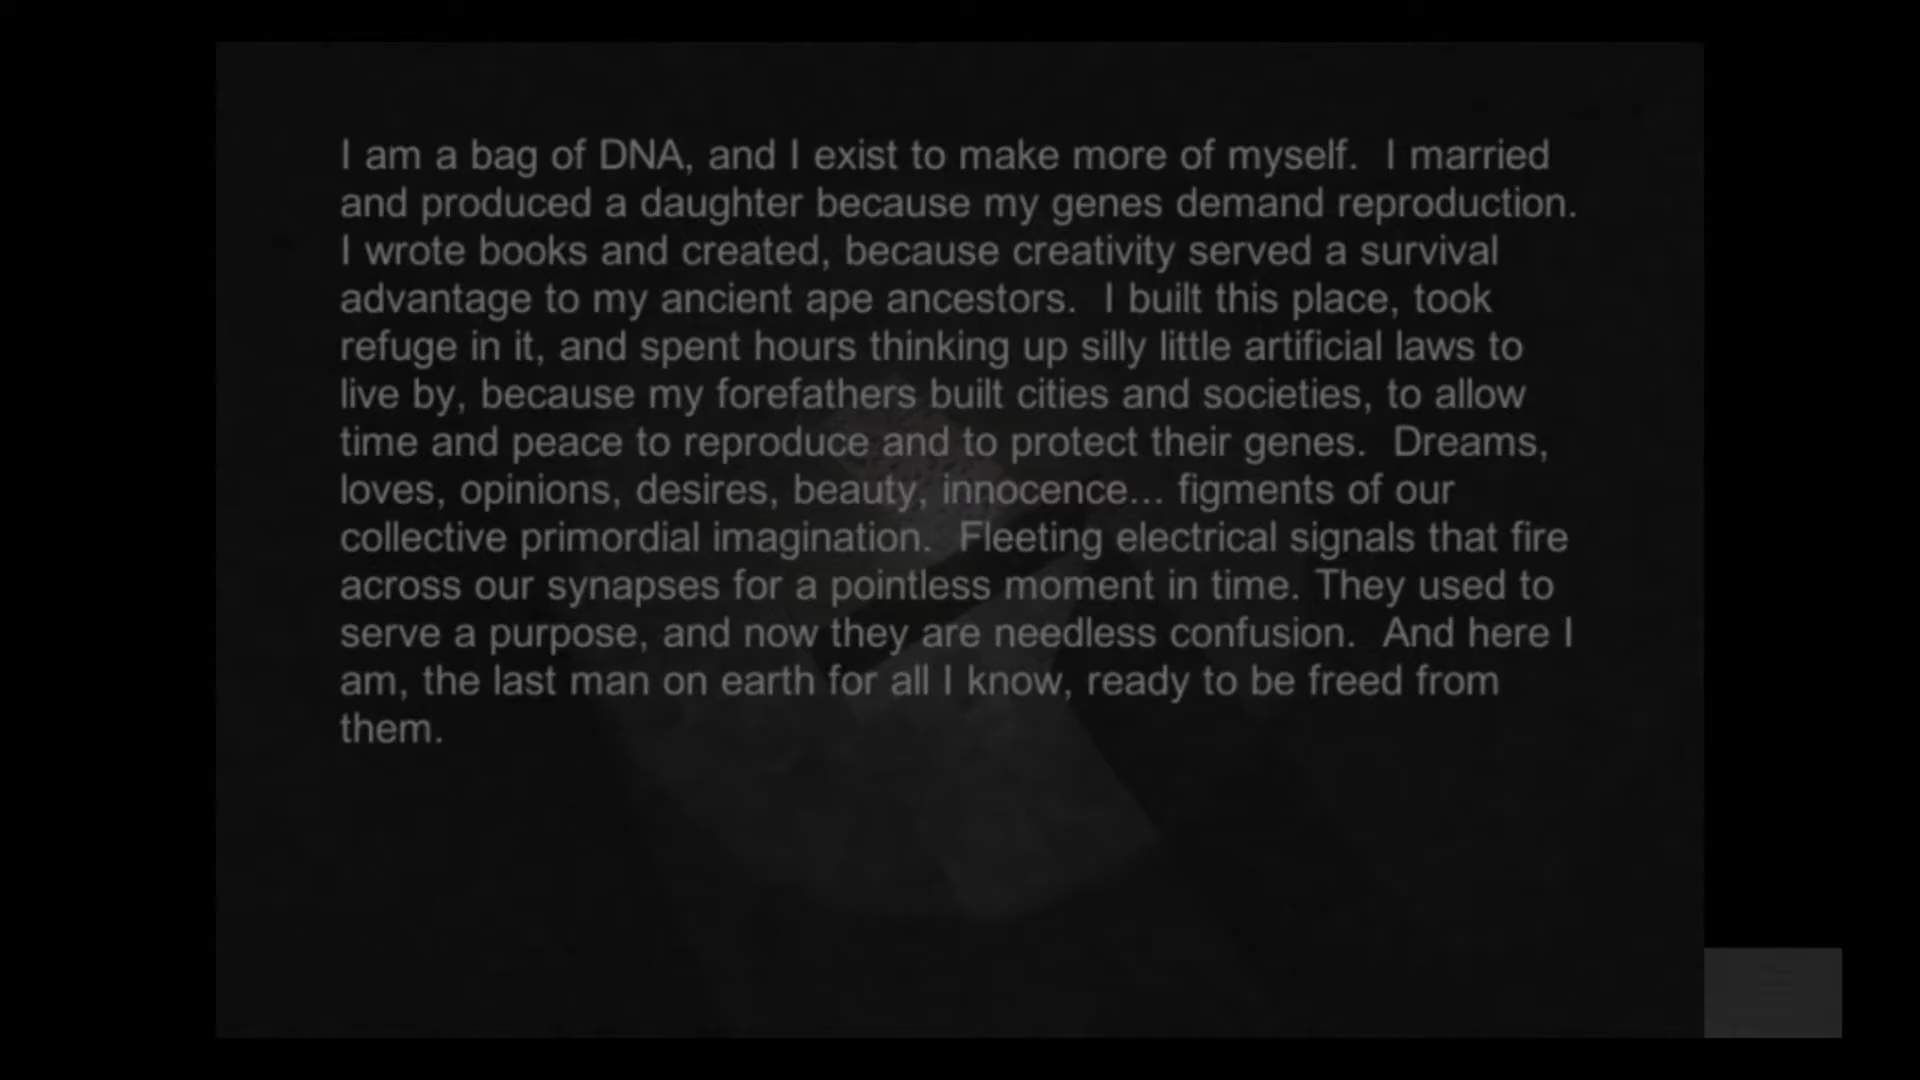 I am a bag of DNA, and I exist to make more of myself.  I married
and produced a daughter because my genes demand reproduction.
I wrote books and created, because creativity served a survival
advantage to my ancient ape ancestors.  I built this place, took
refuge in it, and spent hours thinking up silly little artificial laws to
live by, because my forefathers built cities and societies, to allow
time and peace to reproduce and to protect their genes.  Dreams,
loves, opinions, desires, beauty, innocence... figments of our
collective primordial imagination.  Fleeting electrical signals that fire
across our synapses for a pointless moment in time. They used to
serve a purpose, and now they are needless confusion.  And here I
am, the last man on earth for all I know, ready to be freed from
them.